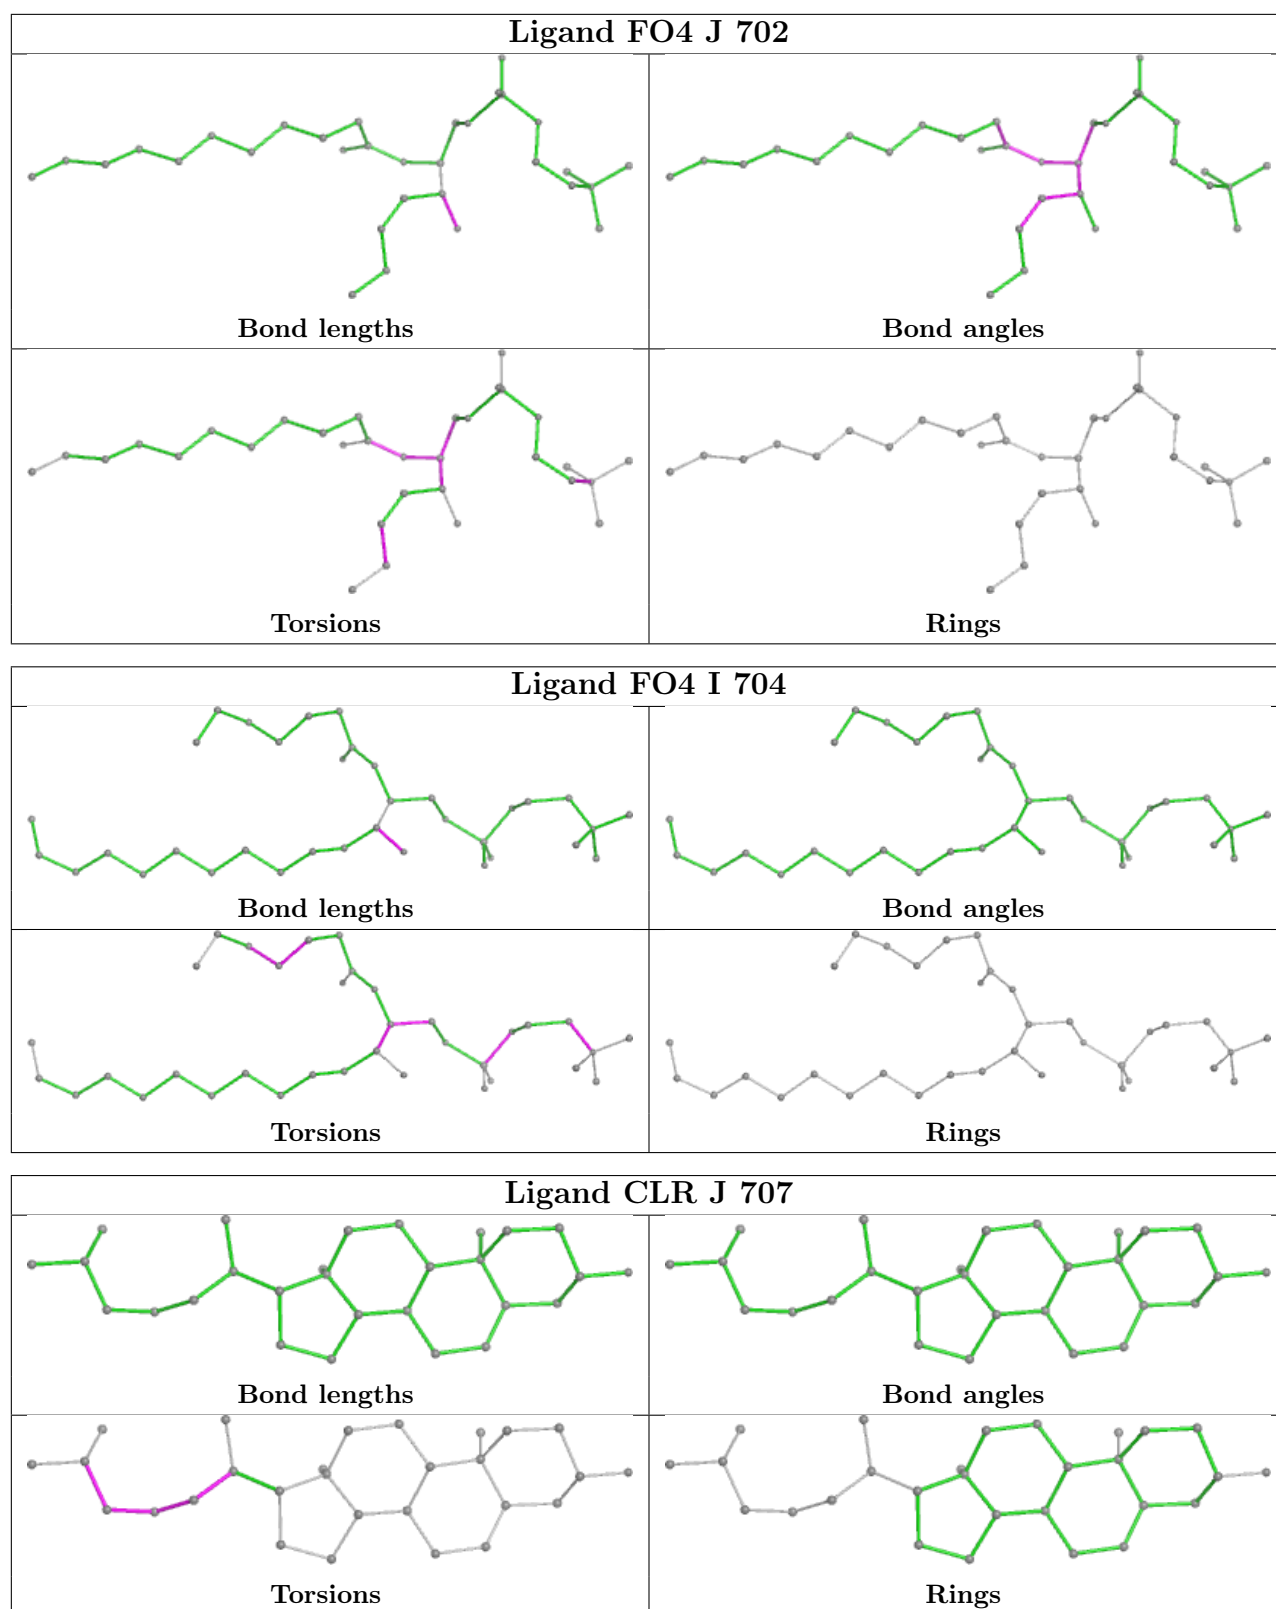 Ligand FO4 J 702
Bond lengths
Bond angles
Torsions
Rings
Ligand FO4 I 704
Bond lengths
Bond angles
Torsions
Rings
Ligand CLR J 707
Bond lengths
Bond angles
Torsions
Rings